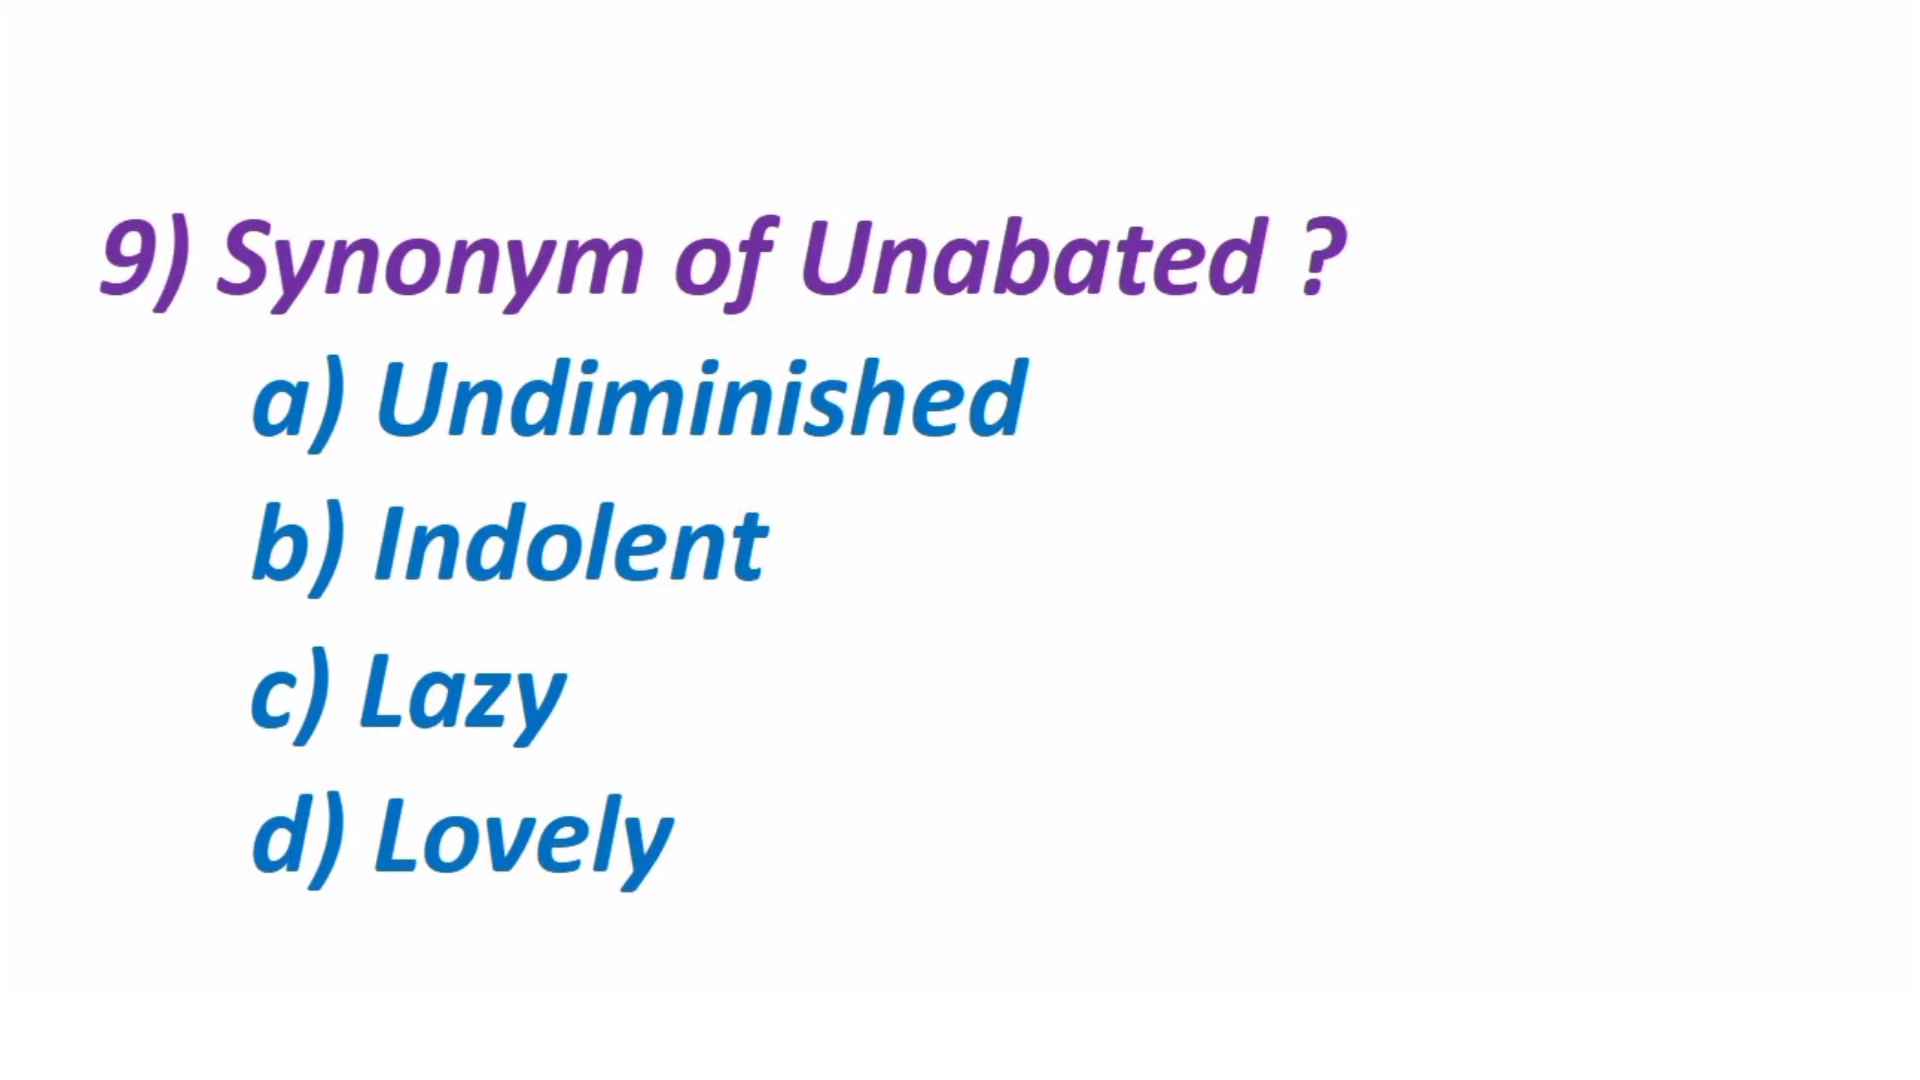 9) Synonym of Unabated ?
a) Undiminished
b) Indolent
c) Lazy
d) Lovely